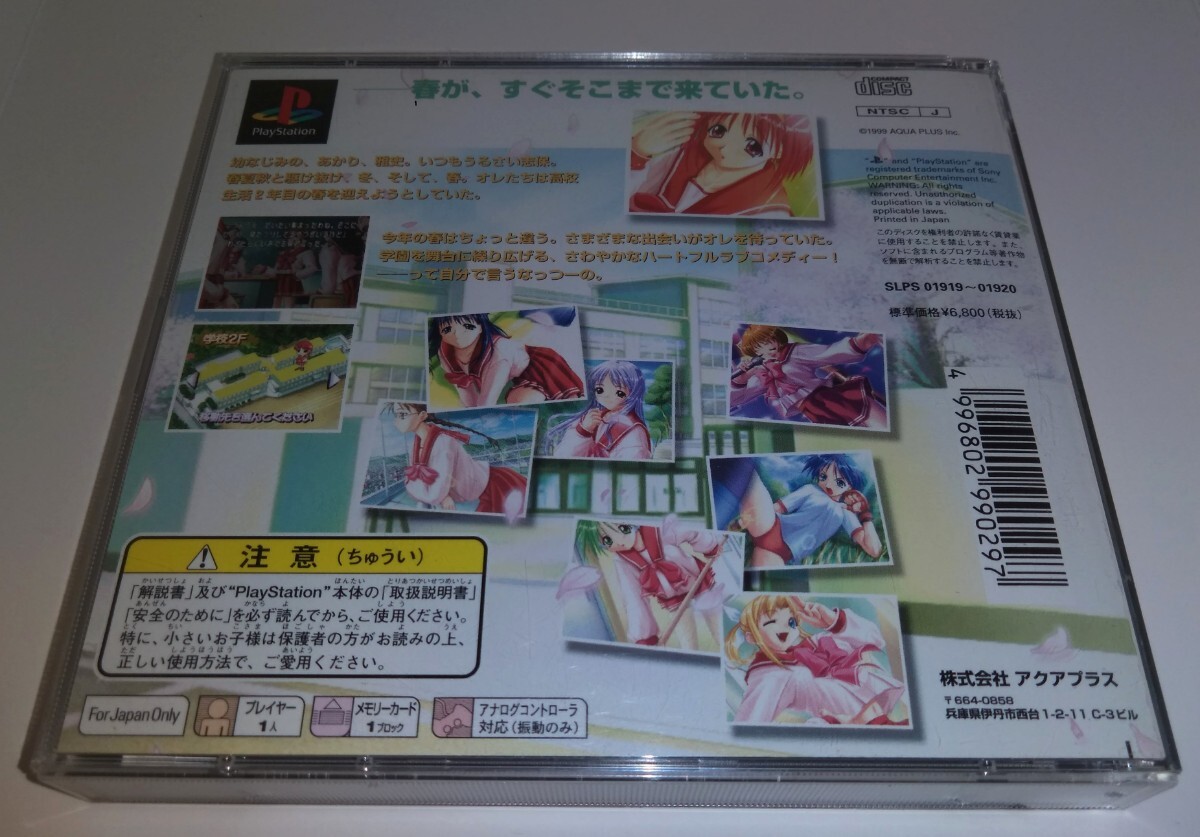 PlayStation
春が、すぐそこまで来ていた。
COMPACT
disc
NTSC J
©1999 AQUA PLUS Inc.
幼なじみの、あかり、雅史。いつもうるさい志保。
春夏秋と駆け抜け、冬、そして、春。オレたちは高校
生活2年目の春を迎えようとしていた。
今年の春はちょっと違う。さまざまな出会いがオレを待っていた。
学園を舞台に繰り広げる、さわやかなハートフルラブコメディー!
——って自分で言うなっつーの。
" " and "PlayStation" are
registered trademarks of Sony
Computer Entertainment Inc.
WARNING: All rights
reserved. Unauthorized
duplication is a violation of
applicable laws.
Printed in Japan
このディスクを権利者の許諾なく賃貸業
に使用することを禁止します。また、
ソフトに含まれるプログラム等著作物
を無断で解析することを禁止します。
SLPS 01919〜01920
標準価格¥6,800(税抜)
学校2F
移動先を選んでください
4 996802 990297
注意(ちゅうい)
「解説書」及び"PlayStation"本体の「取扱説明書」
「安全のために」を必ず読んでから、ご使用ください。
特に、小さいお子様は保護者の方がお読みの上、
正しい使用方法で、ご愛用ください。
For Japan Only
プレイヤー
1人
メモリーカード
1ブロック
アナログコントローラ
対応(振動のみ)
株式会社 アクアプラス
〒664-0858
兵庫県伊丹市西台1-2-11 C-3ビル